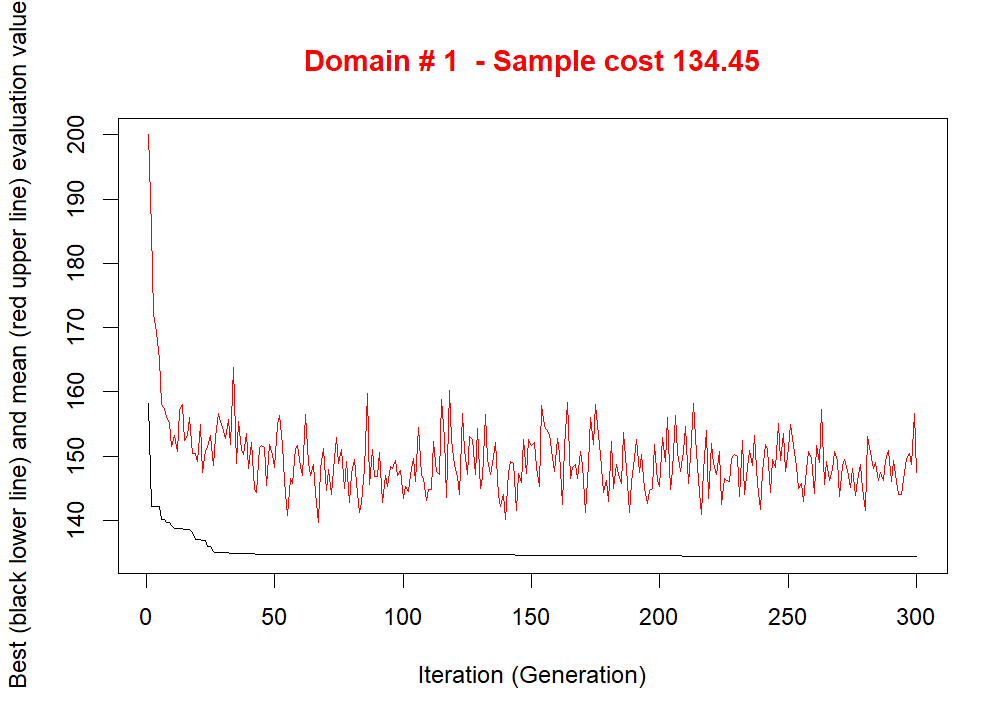 Domain # 1  - Sample cost 134.45
Best (black lower line) and mean (red upper line) evaluation value
200
190
180
170
160
150
140
0 50 100 150 200 250 300
Iteration (Generation)